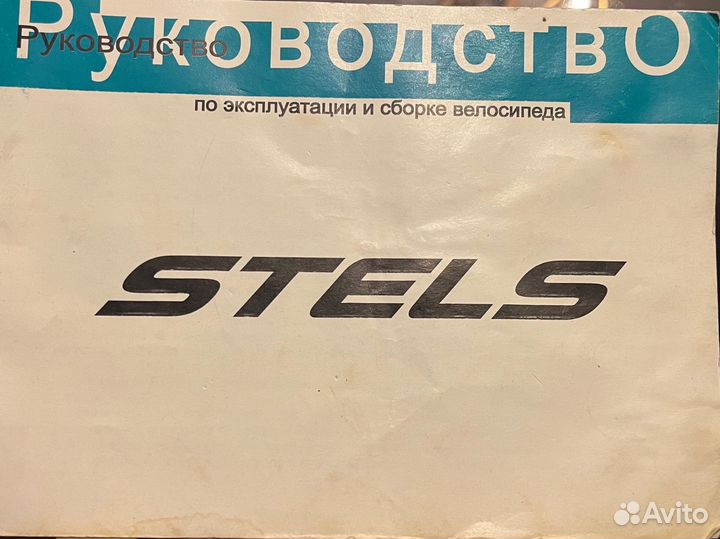 Руководство
Руководство
по эксплуатации и сборке велосипеда
STELS
Avito